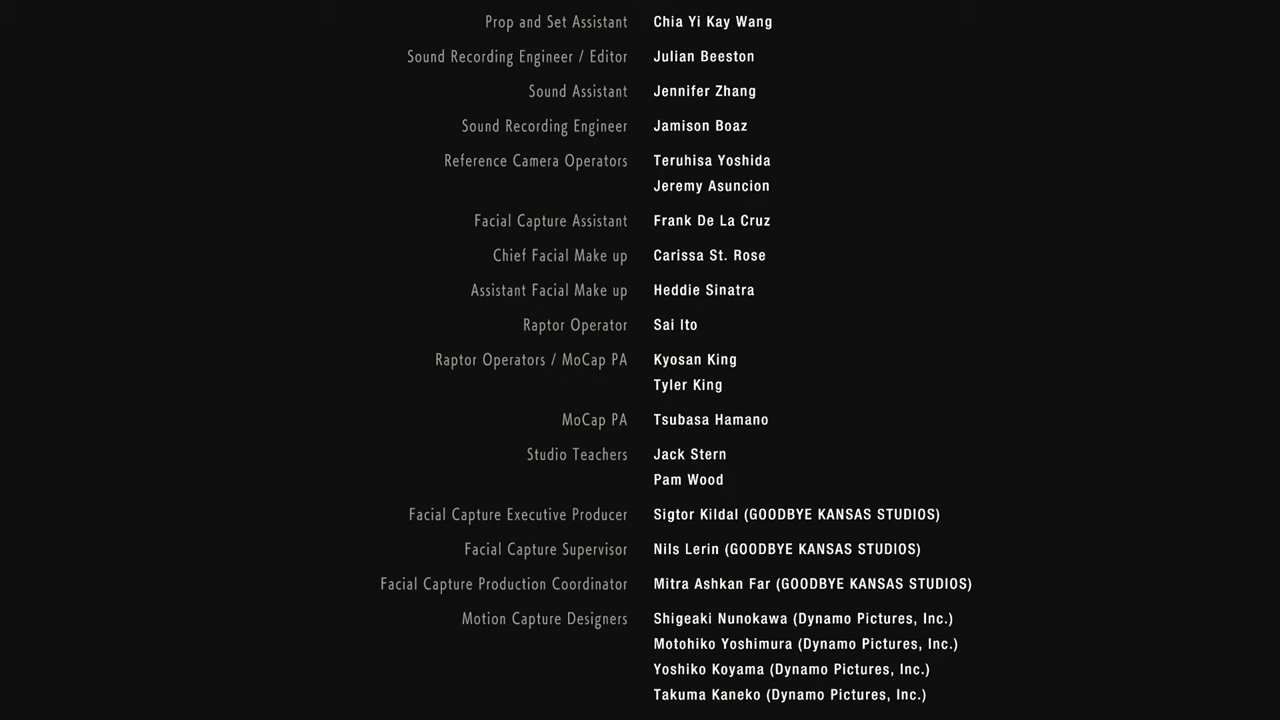 Prop and Set Assistant Chia Yi Kay Wang
Sound Recording Engineer / Editor Julian Beeston
Sound Assistant Jennifer Zhang
Sound Recording Engineer Jamison Boaz
Reference Camera Operators Teruhisa Yoshida
Jeremy Asuncion
Facial Capture Assistant Frank De La Cruz
Chief Facial Make up Carissa St. Rose
Assistant Facial Make up Heddie Sinatra
Raptor Operator Sai Ito
Raptor Operators / MoCap PA Kyosan King
Tyler King
MoCap PA Tsubasa Hamano
Studio Teachers Jack Stern
Pam Wood
Facial Capture Executive Producer Sigtor Kildal (GOODBYE KANSAS STUDIOS)
Facial Capture Supervisor Nils Lerin (GOODBYE KANSAS STUDIOS)
Facial Capture Production Coordinator Mitra Ashkan Far (GOODBYE KANSAS STUDIOS)
Motion Capture Designers Shigeaki Nunokawa (Dynamo Pictures, Inc.)
Motohiko Yoshimura (Dynamo Pictures, Inc.)
Yoshiko Koyama (Dynamo Pictures, Inc.)
Takuma Kaneko (Dynamo Pictures, Inc.)